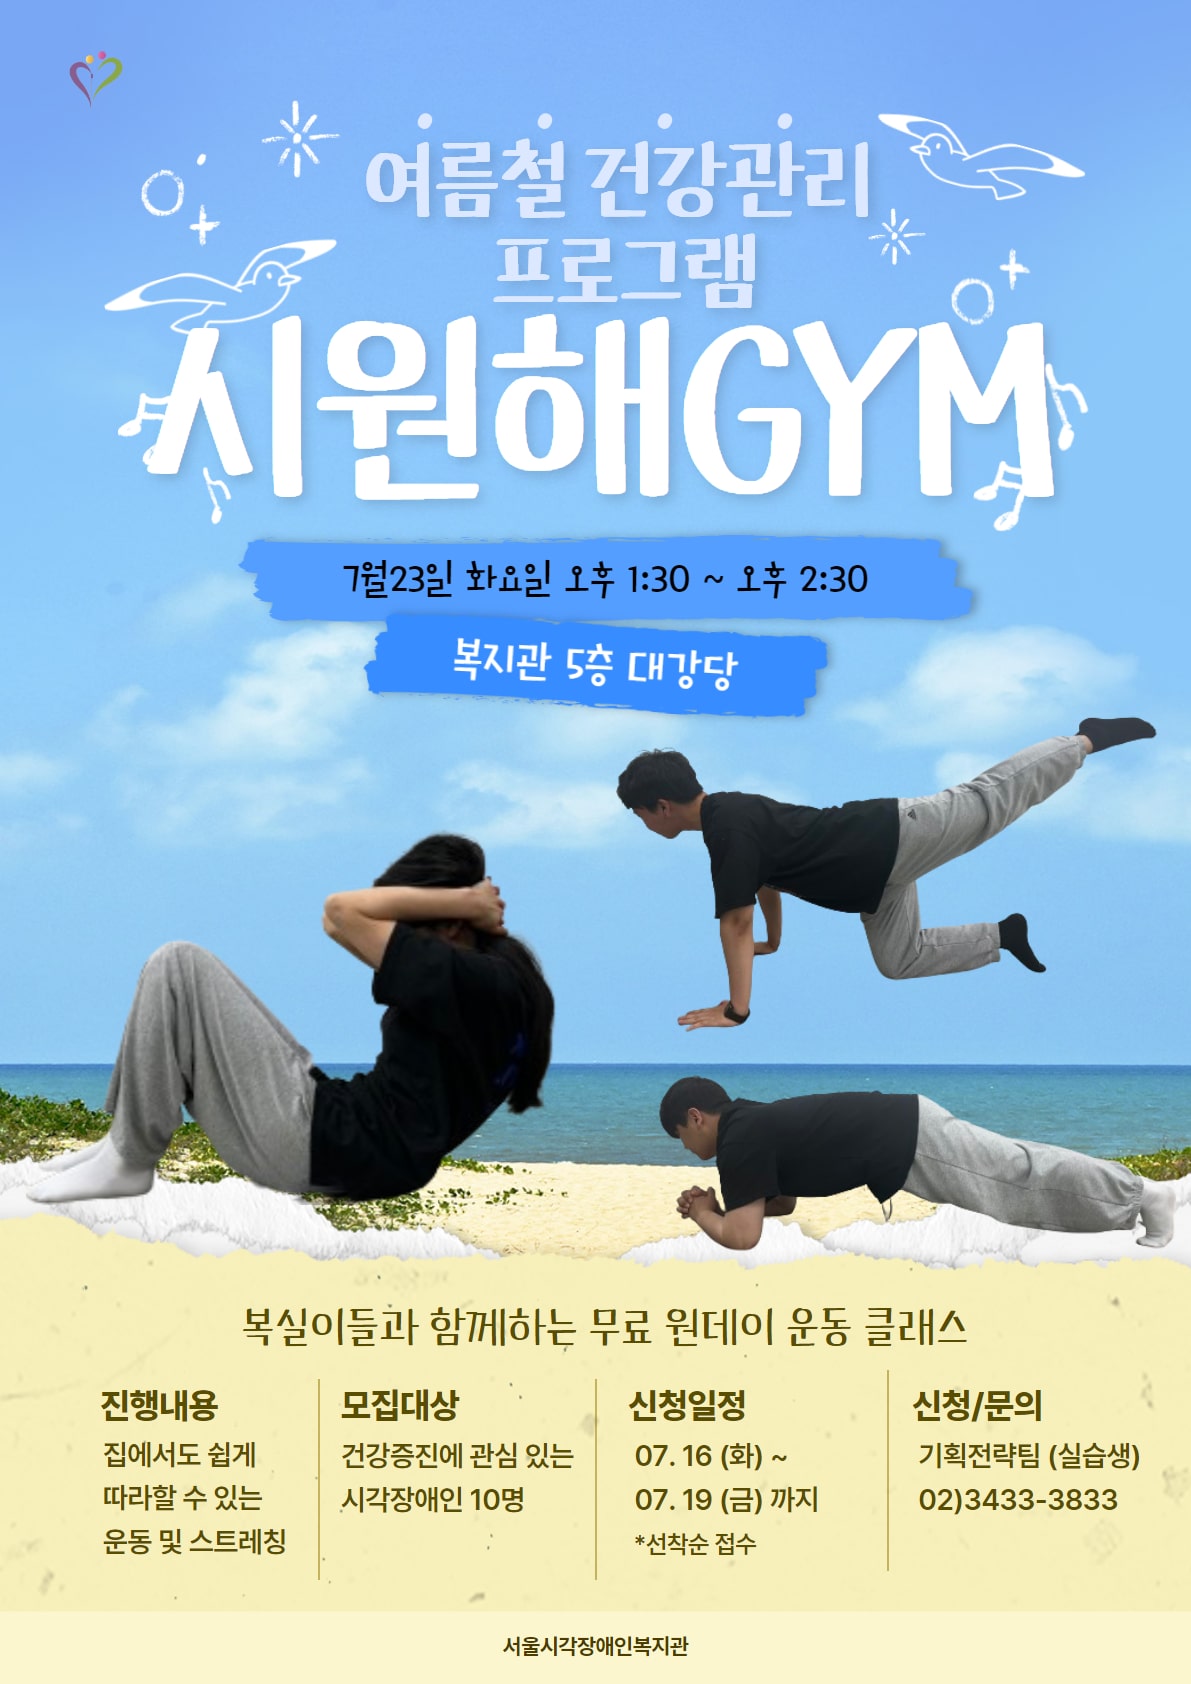 여름철 건강관리
프로그램
시원해GYM
7월23일 화요일 오후 1:30 ~ 오후 2:30
복지관 5층 대강당
복실이들과 함께하는 무료 원데이 운동 클래스
진행내용
집에서도 쉽게
따라할 수 있는
운동 및 스트레칭
모집대상
건강증진에 관심 있는
시각장애인 10명
신청일정
07. 16 (화) ~
07. 19 (금) 까지
*선착순 접수
신청/문의
기획전략팀 (실습생)
02)3433-3833
서울시각장애인복지관